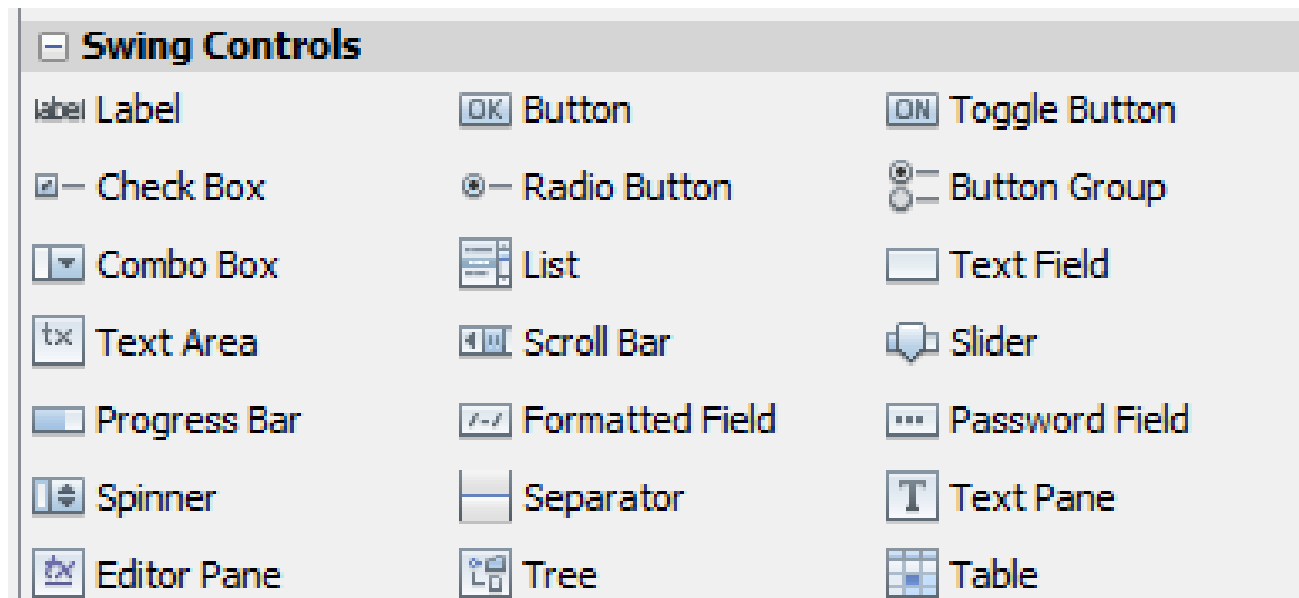 Swing Controls
label Label OK Button ON Toggle Button
Check Box Radio Button Button Group
Combo Box List Text Field
tx Text Area Scroll Bar Slider
Progress Bar /-/ Formatted Field Password Field
Spinner Separator T Text Pane
tx Editor Pane Tree Table